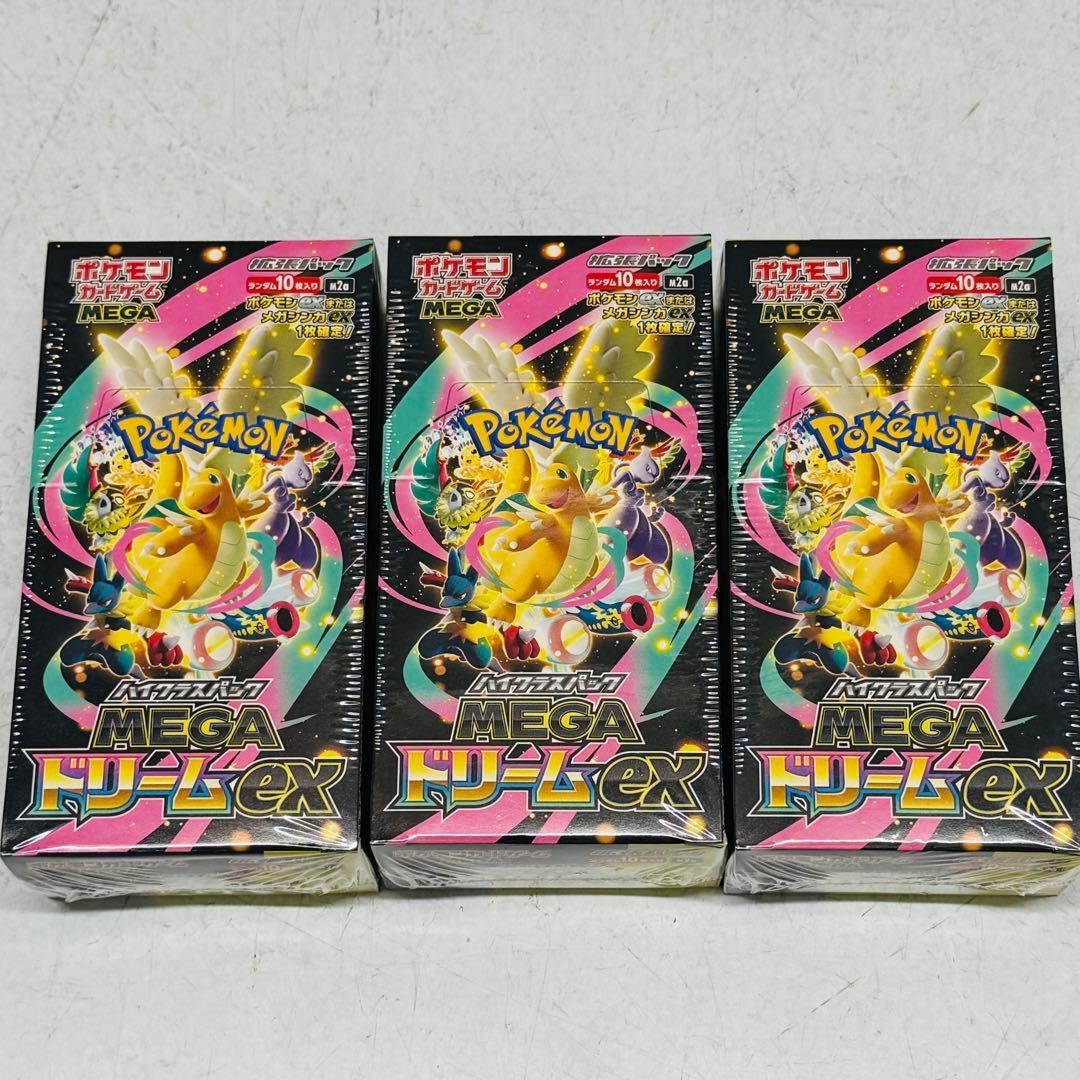 ポケモン
カードゲーム
MEGA
拡張パック
ランダム10枚入り M2a
ポケモンexまたは
メガシンカex
1枚確定!
POKÉMON
ハイクラスパック
MEGA
ドリームex
ポケモン
カードゲーム
MEGA
拡張パック
ランダム10枚入り M2a
ポケモンexまたは
メガシンカex
1枚確定!
POKÉMON
ハイクラスパック
MEGA
ドリームex
ポケモン
カードゲーム
MEGA
拡張パック
ランダム10枚入り M2a
ポケモンexまたは
メガシンカex
1枚確定!
POKÉMON
ハイクラスパック
MEGA
ドリームex